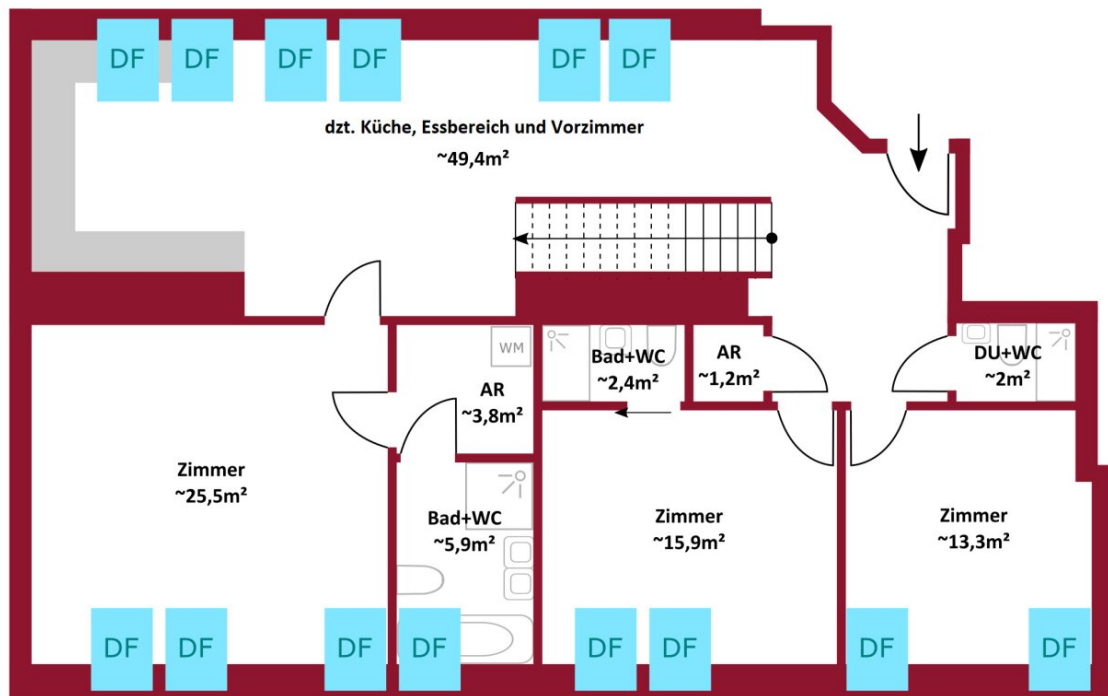 DF DF DF DF DF DF
dzt. Küche, Essbereich und Vorzimmer
~49,4m²
WM
AR
~3,8m²
Bad+WC
~2,4m²
AR
~1,2m²
DU+WC
~2m²
Zimmer
~25,5m²
Bad+WC
~5,9m²
Zimmer
~15,9m²
Zimmer
~13,3m²
DF DF DF DF DF DF DF DF